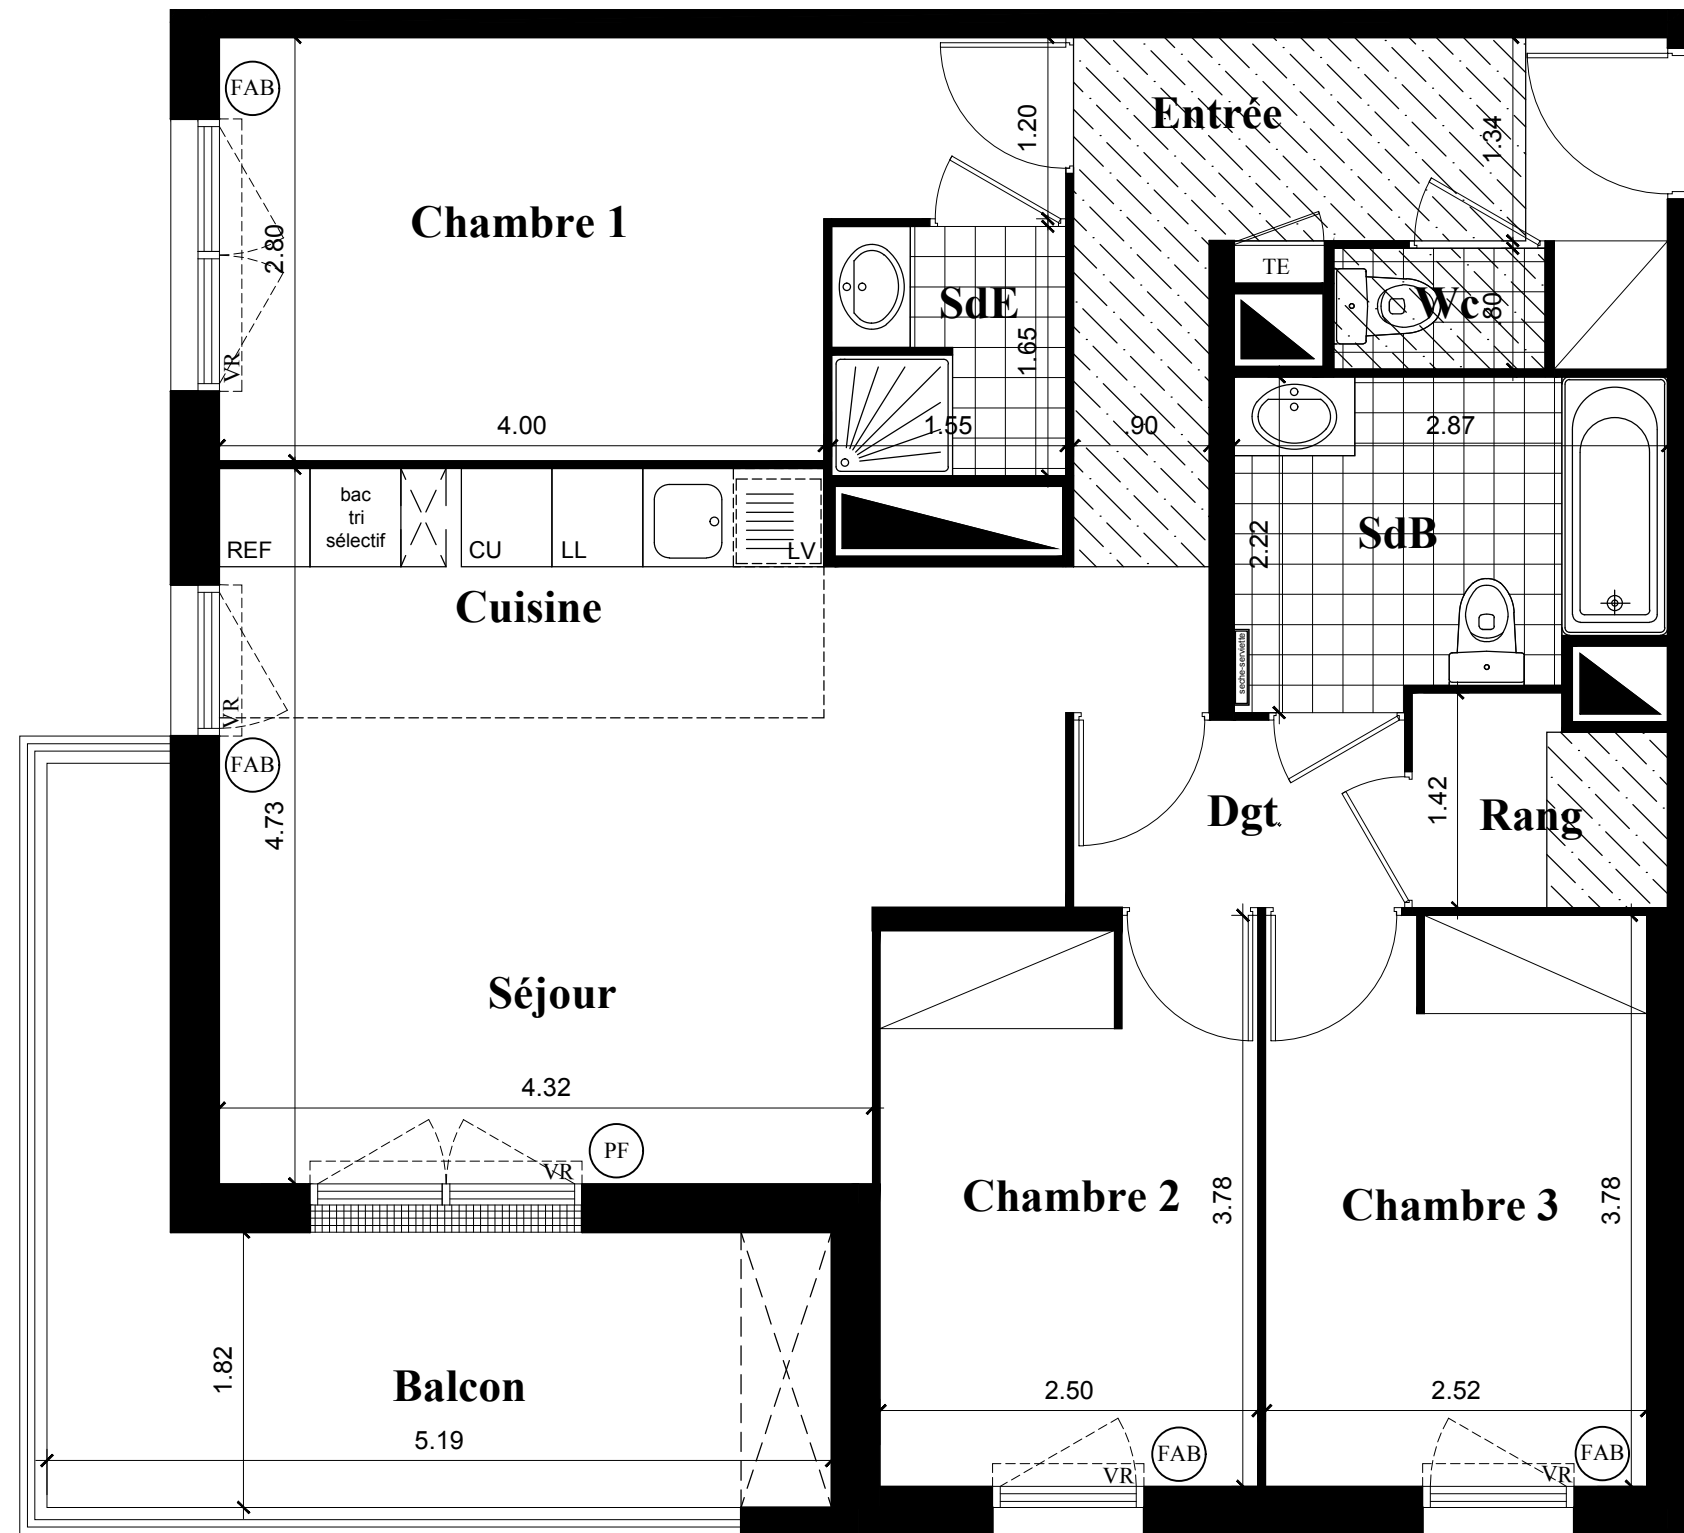 FAB
Entrée
1.20
1.34
Chambre 1
2.80
TE
SdE
Wc
.80
1.65
VR
4.00
1.55
.90
2.87
bac
tri
sélectif
REF
CU
LL
LV
2.22
SdB
Cuisine
seche-serviette
VR
FAB
4.73
Dgt.
1.42
Rang
Séjour
4.32
PF
VR
Chambre 2
3.78
Chambre 3
3.78
1.82
Balcon
2.50
2.52
5.19
FAB
VR
FAB
VR